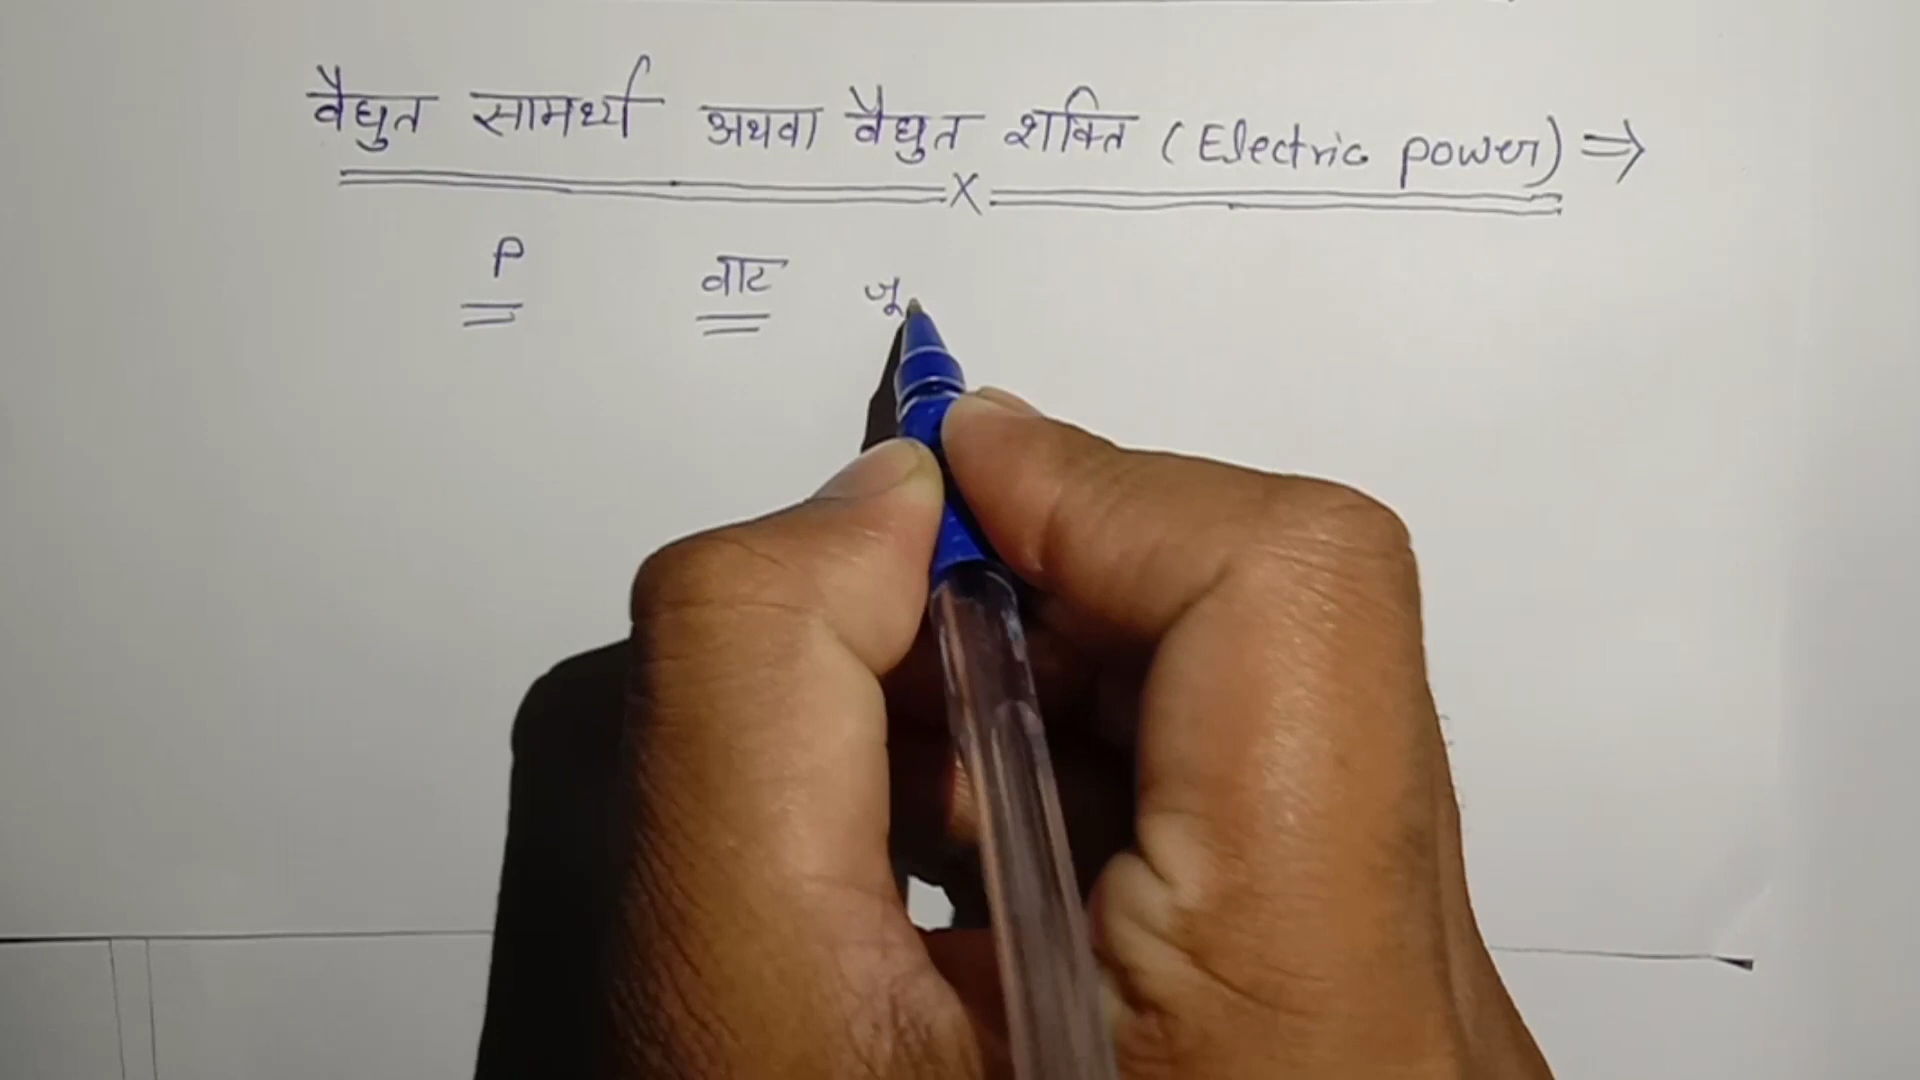 वैद्युत सामर्थ्य अथवा वैद्युत शक्ति (Electric power) ⇒
P वाट जू